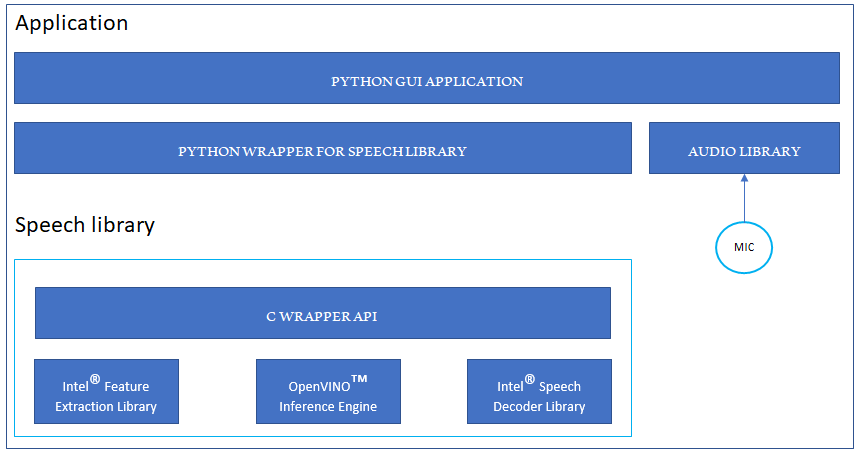 Application
PYTHON GUI APPLICATION
PYTHON WRAPPER FOR SPEECH LIBRARY
AUDIO LIBRARY
Speech library
MIC
C WRAPPER API
Intel® Feature
Extraction Library
OpenVINO™
Inference Engine
Intel® Speech
Decoder Library